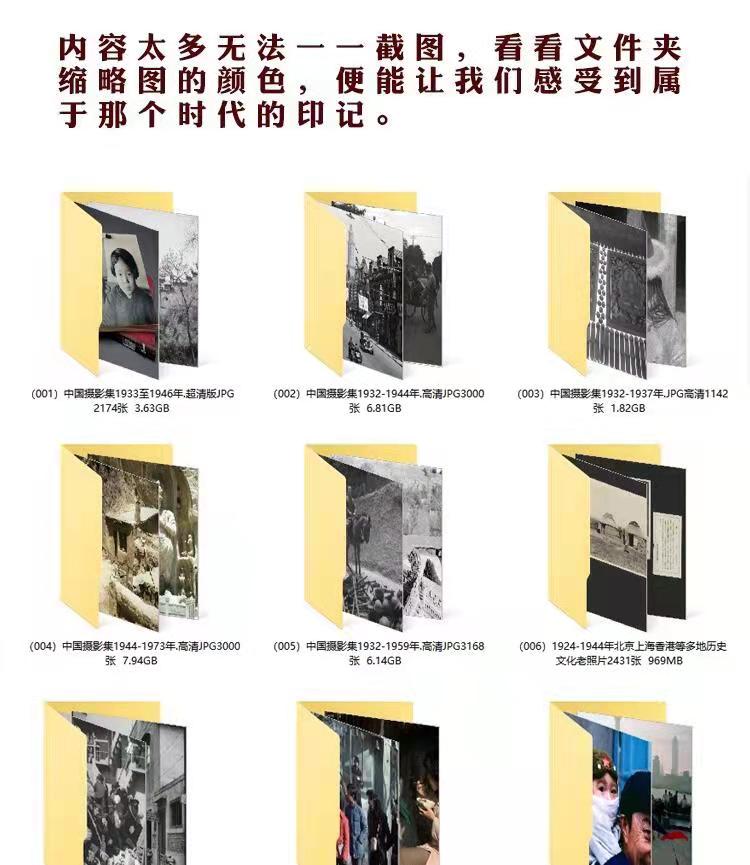 内容太多无法一一截图，看看文件夹
缩略图的颜色，便能让我们感受到属
于那个时代的印记。
（001）中国摄影集1933至1946年.超清版JPG
2174张 3.63GB
（002）中国摄影集1932-1944年.高清JPG3000
张 6.81GB
（003）中国摄影集1932-1937年.JPG高清1142
张 1.82GB
（004）中国摄影集1944-1973年.高清JPG3000
张 7.94GB
（005）中国摄影集1932-1959年.高清JPG3168
张 6.14GB
（006）1924-1944年北京上海香港等多地历史
文化老照片2431张 969MB